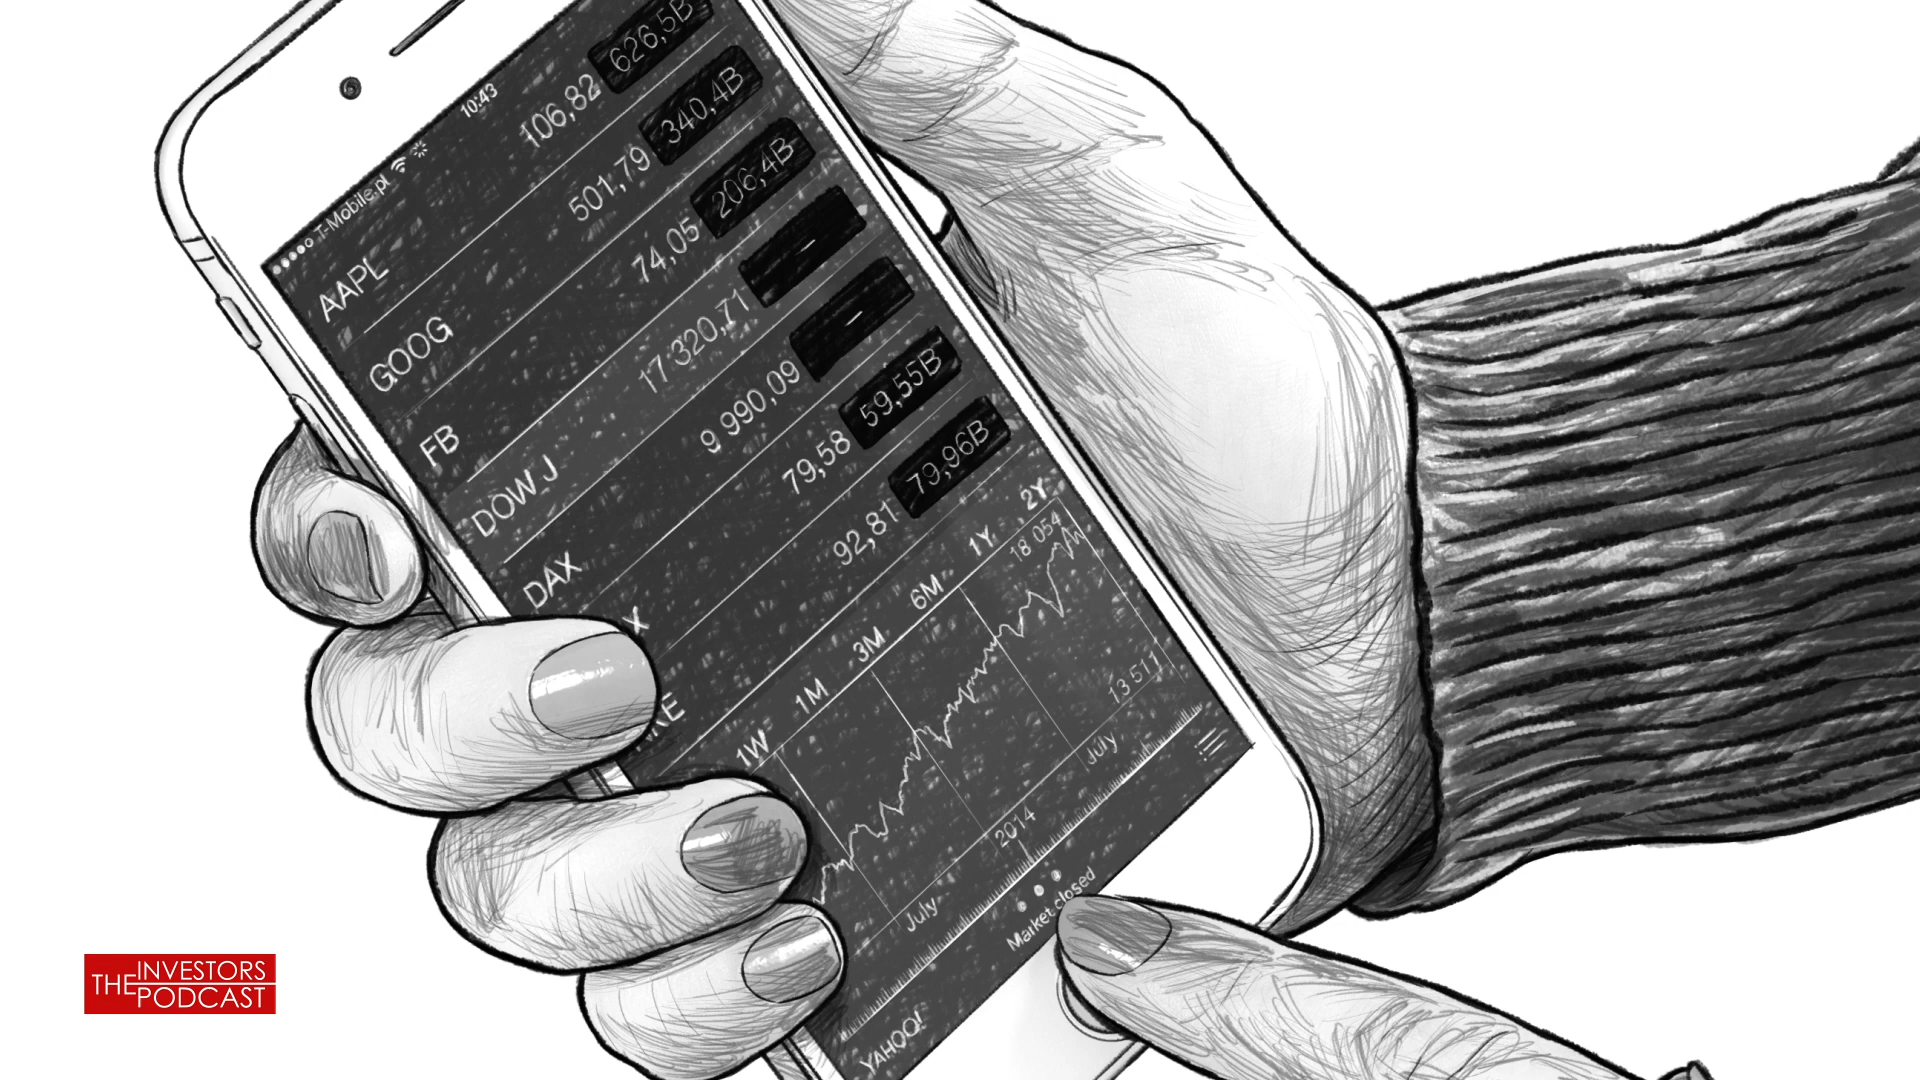 T-Mobile.pl 10:43
AAPL 106,82 626,5B
GOOG 501,79 340,4B
FB 74,05 206,4B
DOW J 17 320,71 -
DAX 9 990,09 -
X 79,58 59,55B
KE 92,81 79,96B
1W 1M 3M 6M 1Y 2Y
18 054
13 511
July 2014 July
Market closed
YAHOO!
THE INVESTORS
PODCAST